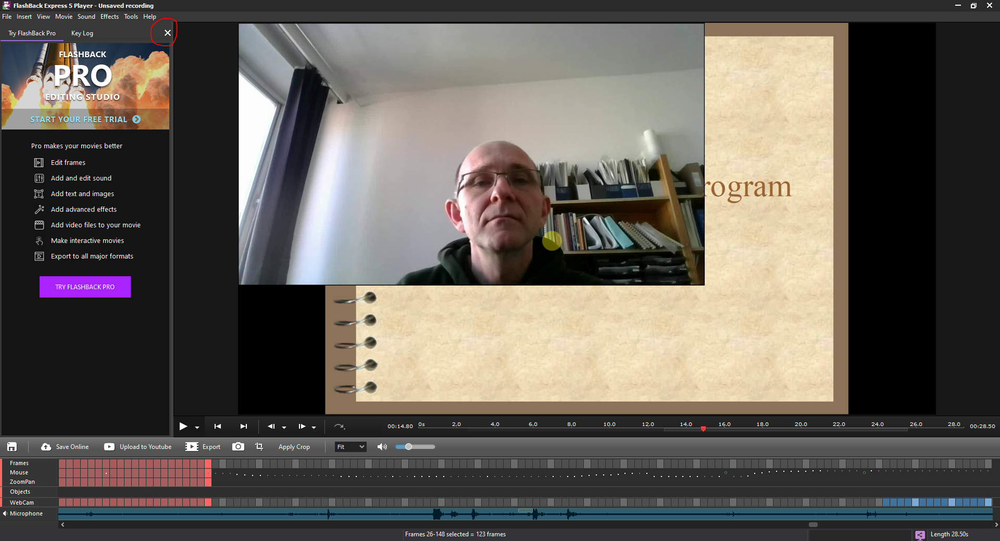 FlashBack Express 5 Player - Unsaved recording
File Insert View Movie Sound Effects Tools Help
Try FlashBack Pro Key Log
FLASHBACK
PRO
EDITING STUDIO
START YOUR FREE TRIAL
Pro makes your movies better
Edit frames
Add and edit sound
Add text and images
Add advanced effects
Add video files to your movie
Make interactive movies
Export to all major formats
TRY FLASHBACK PRO
rogram
00:14.80 0s 2.0 4.0 6.0 8.0 10.0 12.0 14.0 16.0 18.0 20.0 22.0 24.0 26.0 28.0 00:28.50
Save Online Upload to Youtube Export Apply Crop Fit
Frames
Mouse
ZoomPan
Objects
WebCam
Microphone
Frames 26-148 selected = 123 frames Length 28.50s